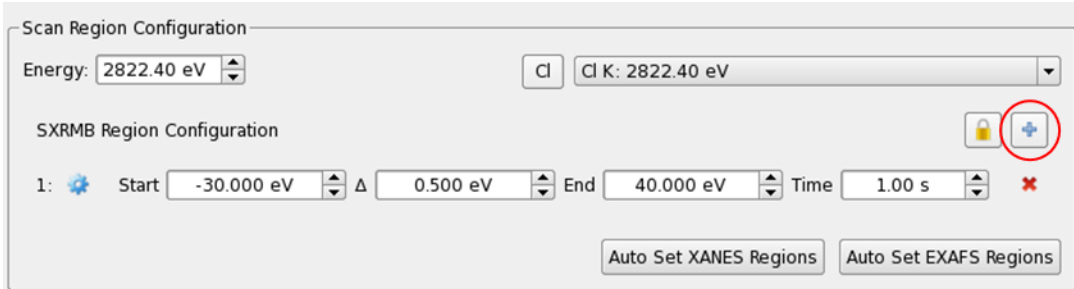 Scan Region Configuration
Energy: 2822.40 eV Cl Cl K: 2822.40 eV
SXRMB Region Configuration
1: Start -30.000 eV Δ 0.500 eV End 40.000 eV Time 1.00 s
Auto Set XANES Regions Auto Set EXAFS Regions